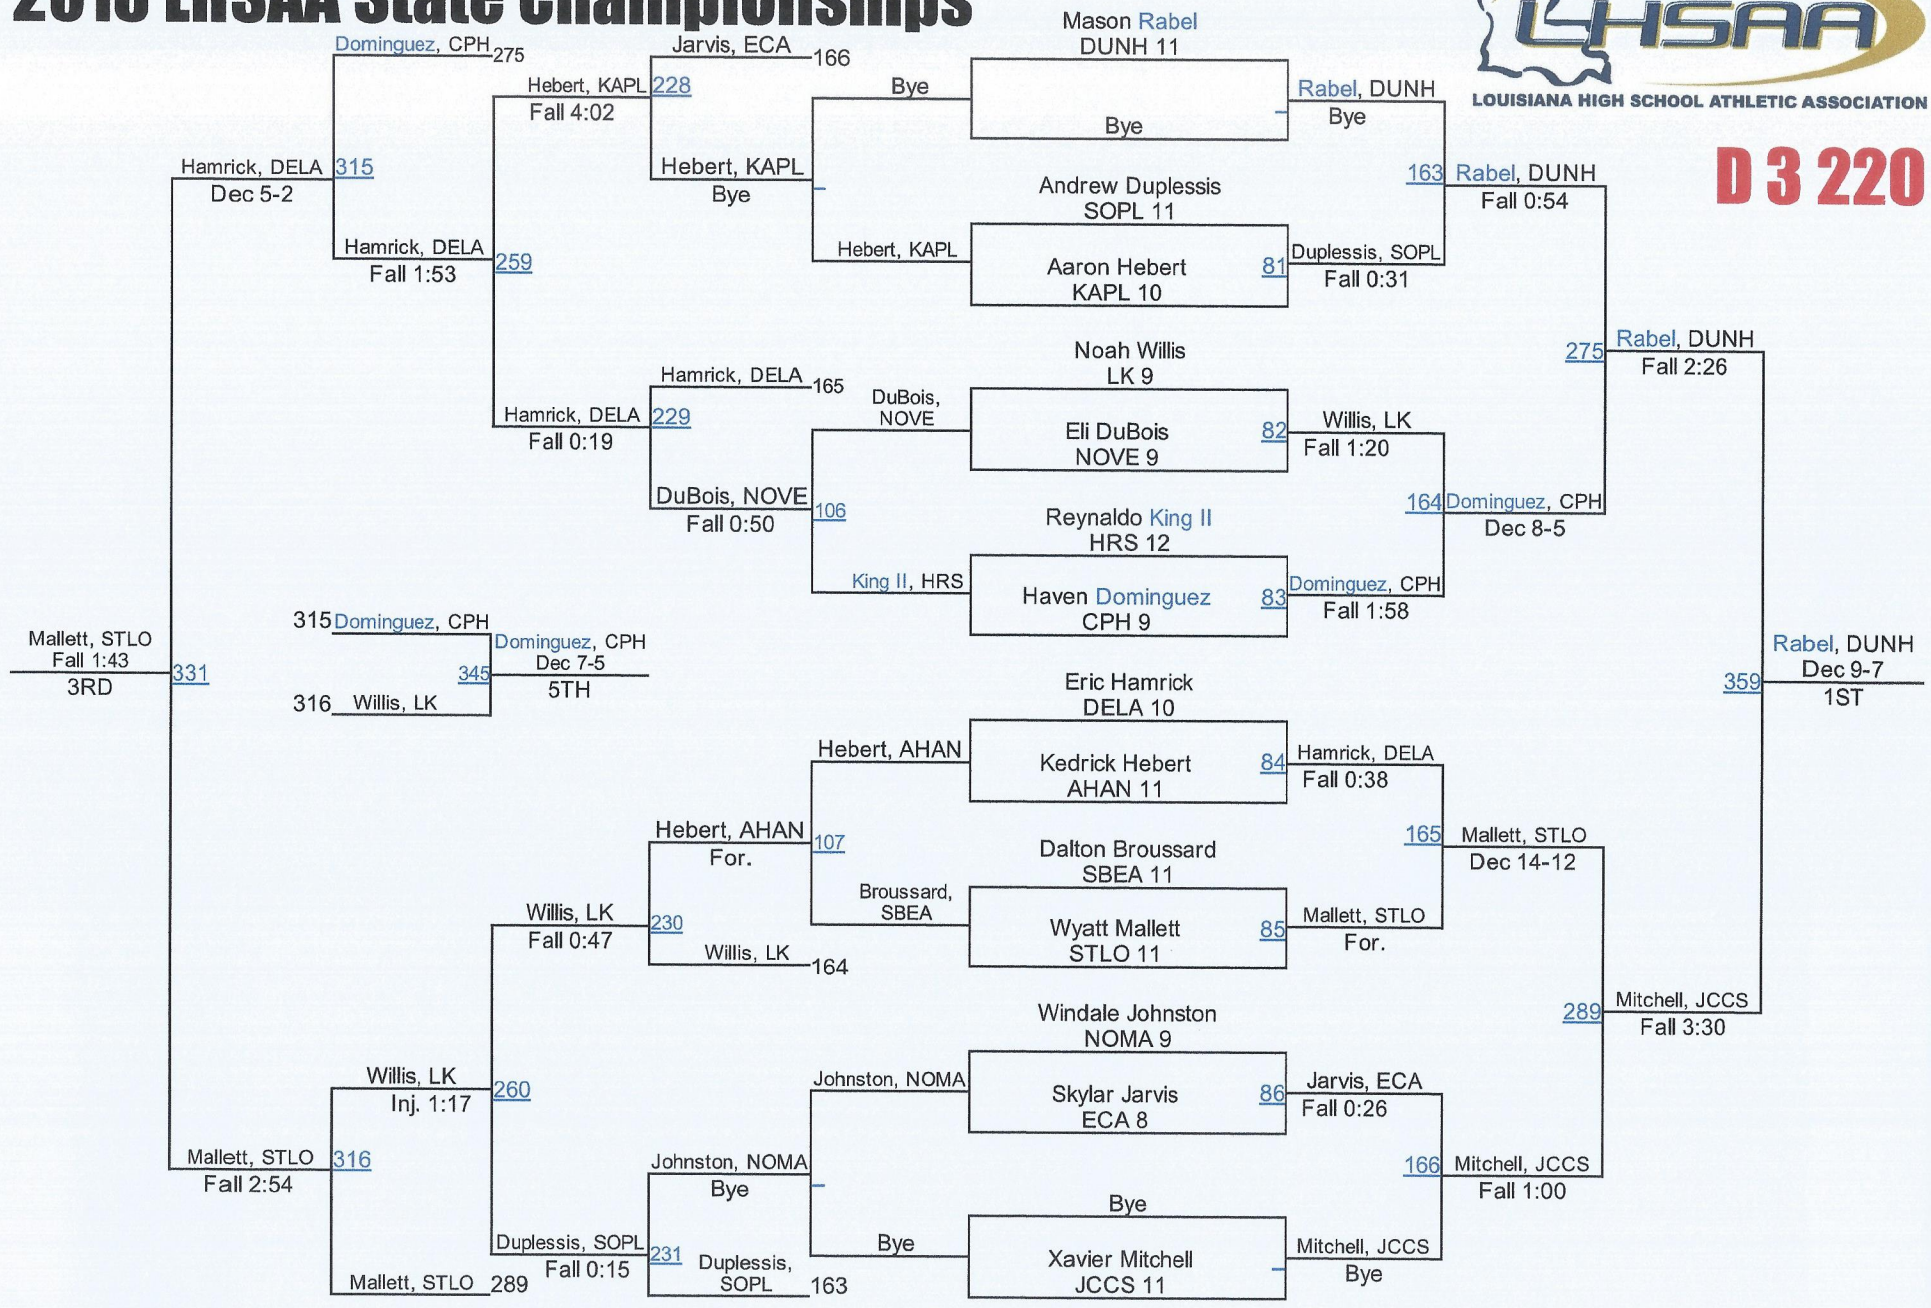 2016 LHSAA State Championships
LHSAA
LOUISIANA HIGH SCHOOL ATHLETIC ASSOCIATION
D 3 220
Mason Rabel
DUNH 11
Bye
Andrew Duplessis
SOPL 11
Aaron Hebert
KAPL 10
81
Noah Willis
LK 9
Eli DuBois
NOVE 9
82
Reynaldo King II
HRS 12
Haven Dominguez
CPH 9
83
Eric Hamrick
DELA 10
Kedrick Hebert
AHAN 11
84
Dalton Broussard
SBEA 11
Wyatt Mallett
STLO 11
85
Windale Johnston
NOMA 9
Skylar Jarvis
ECA 8
86
Bye
Xavier Mitchell
JCCS 11
Rabel, DUNH
Bye
Duplessis, SOPL
Fall 0:31
Willis, LK
Fall 1:20
Dominguez, CPH
Fall 1:58
Hamrick, DELA
Fall 0:38
Mallett, STLO
For.
Jarvis, ECA
Fall 0:26
Mitchell, JCCS
Bye
163 Rabel, DUNH
Fall 0:54
164 Dominguez, CPH
Dec 8-5
165 Mallett, STLO
Dec 14-12
166 Mitchell, JCCS
Fall 1:00
275 Rabel, DUNH
Fall 2:26
289 Mitchell, JCCS
Fall 3:30
Rabel, DUNH
359 Dec 9-7
1ST
Bye
Hebert, KAPL
DuBois,
NOVE
King II, HRS
Hebert, AHAN
Broussard,
SBEA
Johnston, NOMA
Bye
Jarvis, ECA 166
Hebert, KAPL
Bye
Hamrick, DELA 165
DuBois, NOVE 106
Fall 0:50
Hebert, AHAN 107
For.
Willis, LK 164
Johnston, NOMA
Bye
Duplessis,
SOPL 163
Hebert, KAPL 228
Fall 4:02
Hamrick, DELA 229
Fall 0:19
Willis, LK 230
Fall 0:47
Duplessis, SOPL 231
Fall 0:15
Dominguez, CPH 275
Hamrick, DELA 259
Fall 1:53
Willis, LK 260
Inj. 1:17
Mallett, STLO 289
Hamrick, DELA 315
Dec 5-2
Mallett, STLO 316
Fall 2:54
Mallett, STLO
Fall 1:43 331
3RD
315 Dominguez, CPH
316 Willis, LK
345 Dominguez, CPH
Dec 7-5
5TH